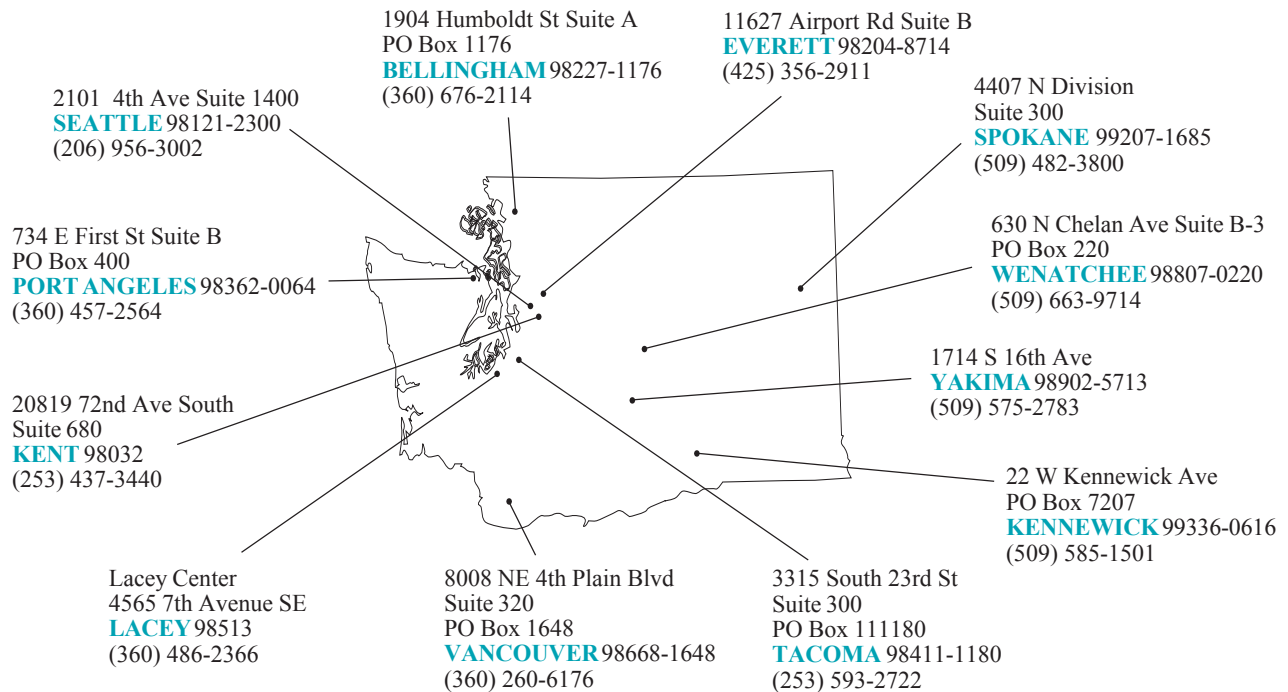 1904 Humboldt St Suite A
PO Box 1176
BELLINGHAM 98227-1176
(360) 676-2114
11627 Airport Rd Suite B
EVERETT 98204-8714
(425) 356-2911
2101 4th Ave Suite 1400
SEATTLE 98121-2300
(206) 956-3002
4407 N Division
Suite 300
SPOKANE 99207-1685
(509) 482-3800
734 E First St Suite B
PO Box 400
PORT ANGELES 98362-0064
(360) 457-2564
630 N Chelan Ave Suite B-3
PO Box 220
WENATCHEE 98807-0220
(509) 663-9714
1714 S 16th Ave
YAKIMA 98902-5713
(509) 575-2783
20819 72nd Ave South
Suite 680
KENT 98032
(253) 437-3440
22 W Kennewick Ave
PO Box 7207
KENNEWICK 99336-0616
(509) 585-1501
Lacey Center
4565 7th Avenue SE
LACEY 98513
(360) 486-2366
8008 NE 4th Plain Blvd
Suite 320
PO Box 1648
VANCOUVER 98668-1648
(360) 260-6176
3315 South 23rd St
Suite 300
PO Box 111180
TACOMA 98411-1180
(253) 593-2722